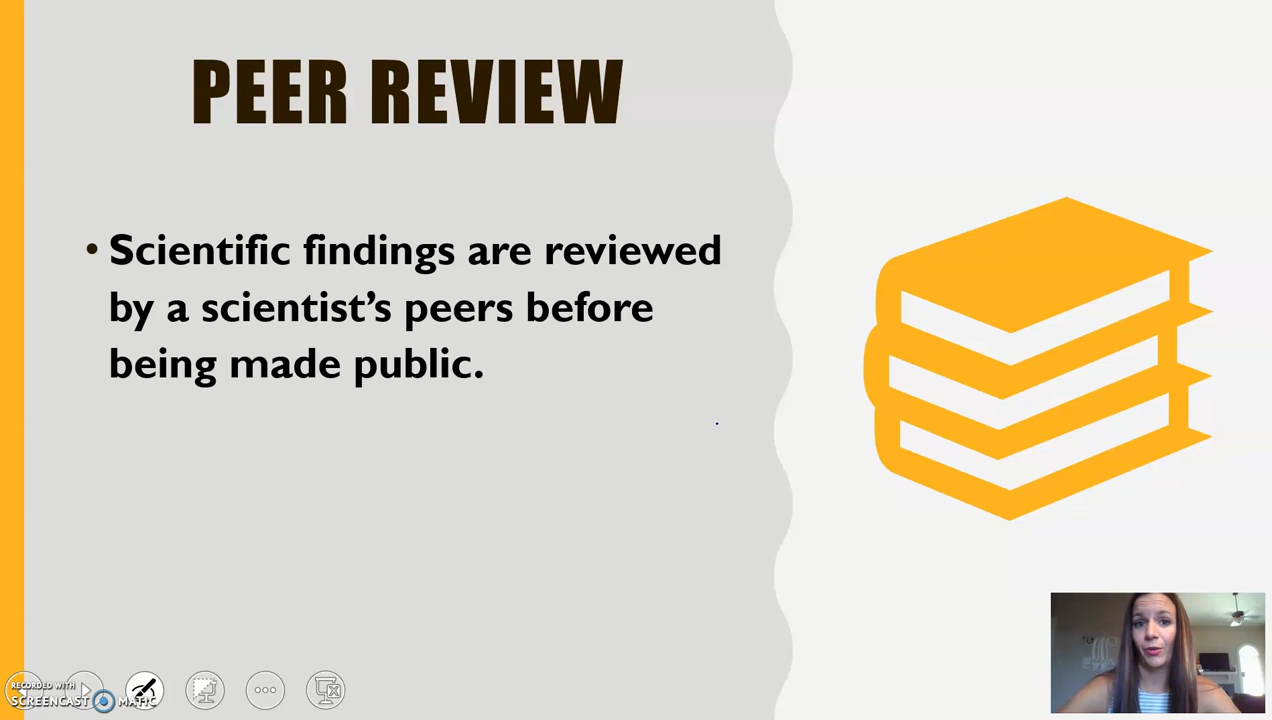 PEER REVIEW
• Scientific findings are reviewed
by a scientist’s peers before
being made public.
RECORDED WITH
SCREENCAST MATIC